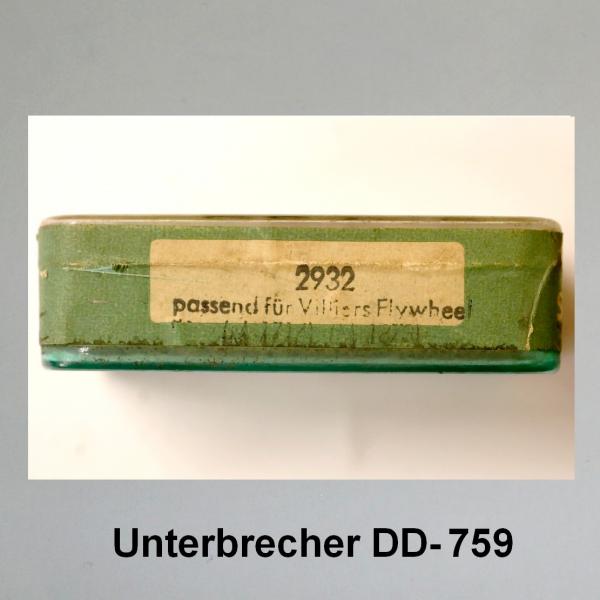 2932
passend für Villiers Flywheel
Unterbrecher DD-759